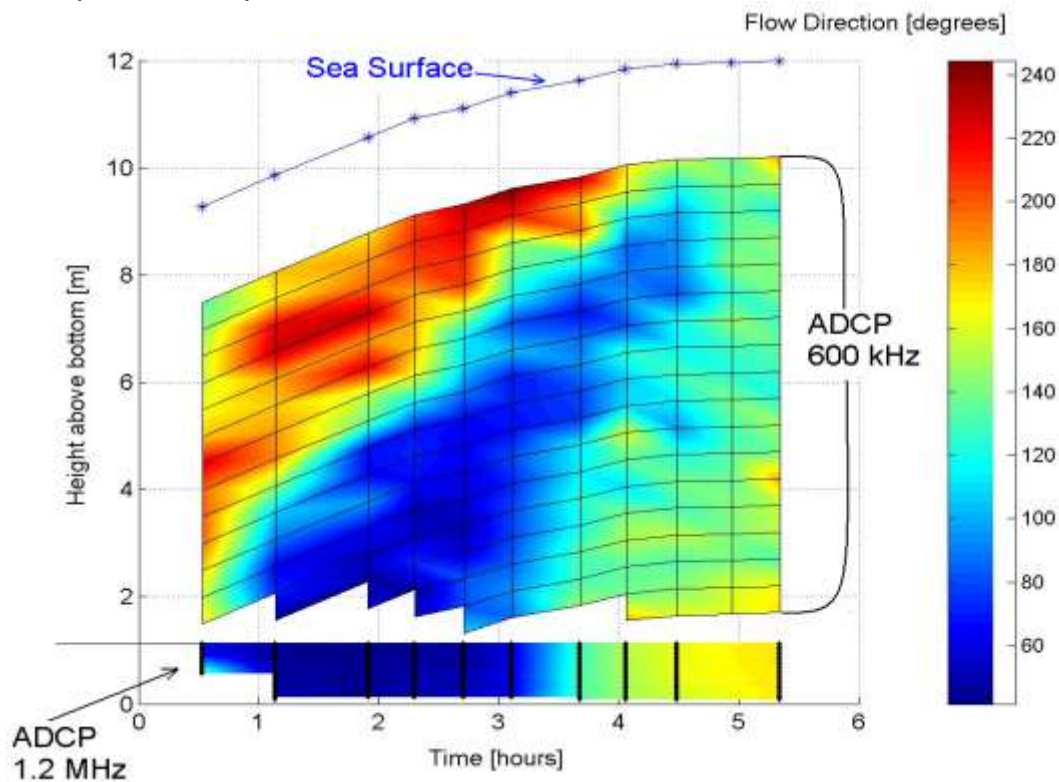 Flow Direction [degrees]
Sea Surface
12
10
8
6
4
2
0
Height above bottom [m]
0 1 2 3 4 5 6
Time [hours]
ADCP
600 kHz
ADCP
1.2 MHz
240
220
200
180
160
140
120
100
80
60